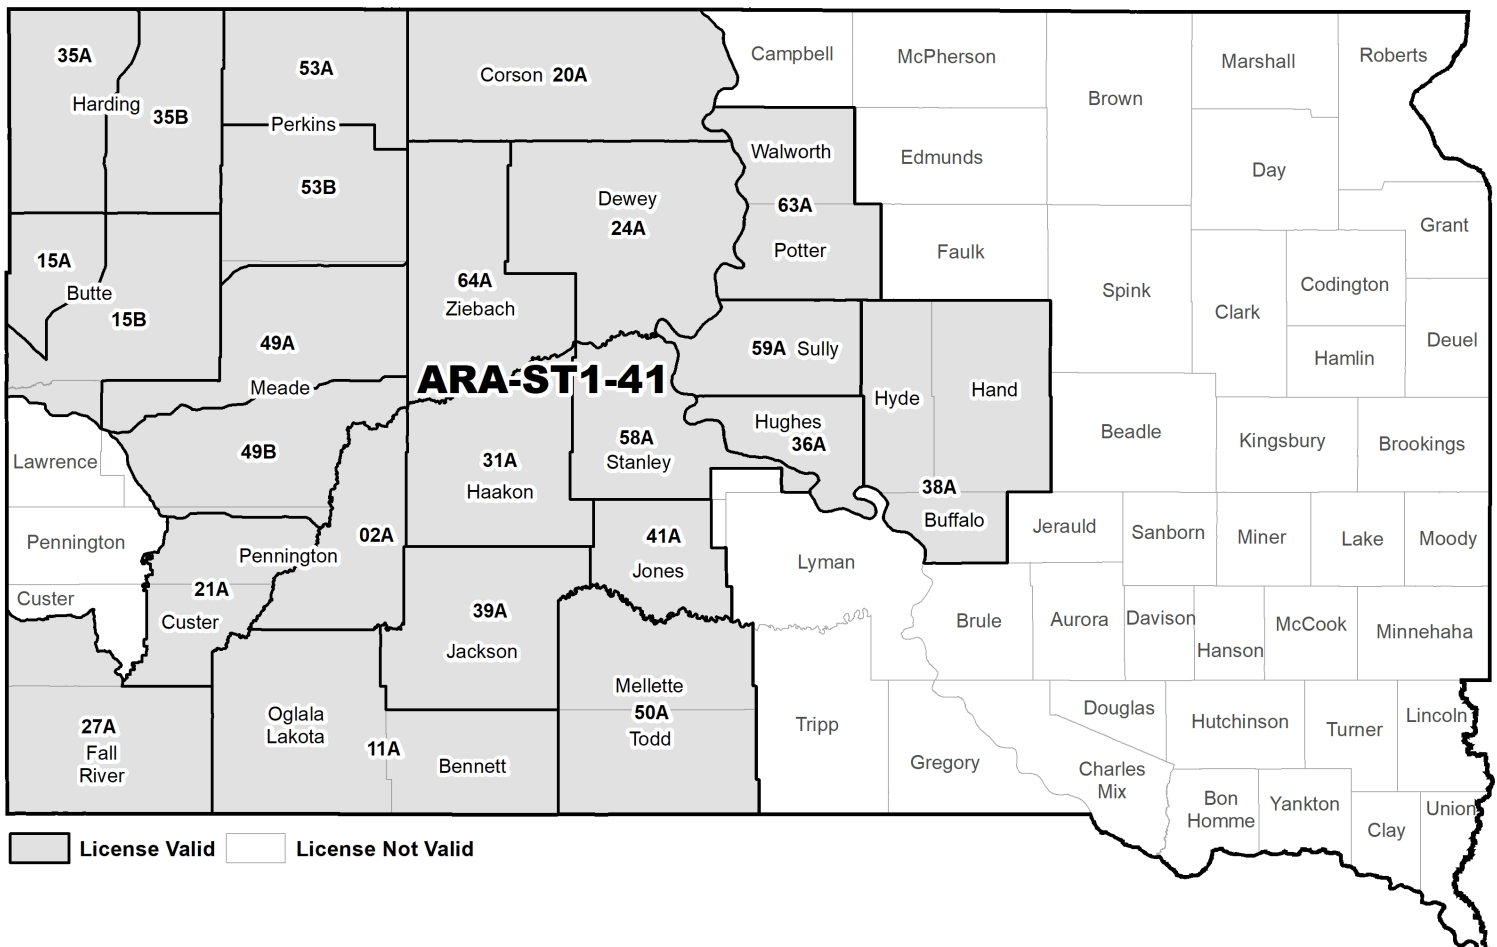 35A
53A
Corson 20A
Campbell
McPherson
Marshall
Roberts
Harding
35B
Perkins
Brown
Walworth
Edmunds
Day
53B
Dewey
24A
63A
Grant
15A
Potter
Faulk
64A
Ziebach
Spink
Codington
Butte
15B
Clark
49A
59A Sully
Deuel
Hamlin
Meade
ARA-ST1-41
Hyde
Hand
Hughes
36A
Beadle
Kingsbury
Brookings
49B
58A
Stanley
Lawrence
31A
Haakon
38A
Buffalo
Jerauld
Sanborn
Miner
Lake
Moody
Pennington
Pennington
02A
41A
Jones
Lyman
21A
Custer
Custer
39A
Jackson
Brule
Aurora
Davison
Hanson
McCook
Minnehaha
Mellette
50A
Todd
27A
Fall
River
Oglala
Lakota
11A
Bennett
Tripp
Gregory
Douglas
Hutchinson
Turner
Lincoln
Charles
Mix
Bon
Homme
Yankton
Clay
Union
License Valid
License Not Valid